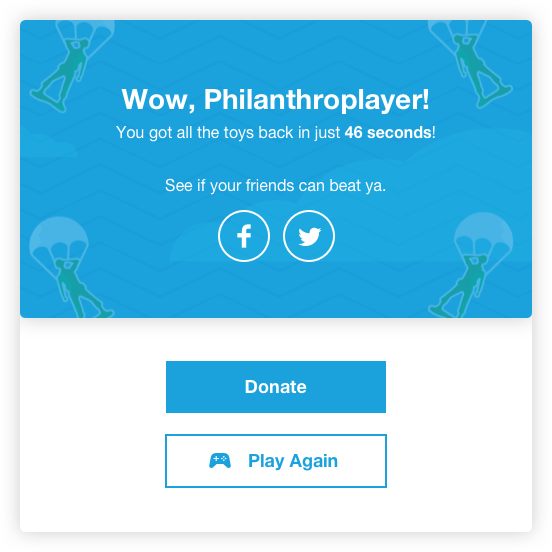 Wow, Philanthroplayer!
You got all the toys back in just 46 seconds!
See if your friends can beat ya.
Donate
Play Again